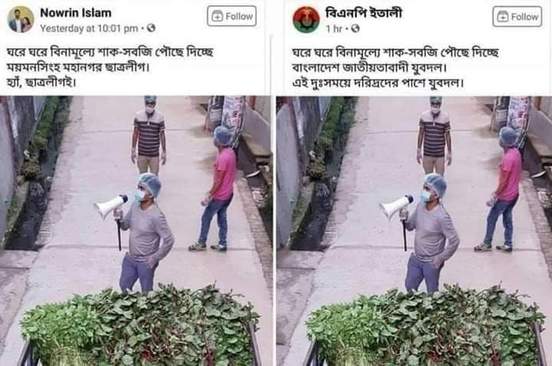 Nowrin Islam
Follow
Yesterday at 10:01 pm
ঘরে ঘরে বিনামূল্যে শাক-সবজি পৌছে দিচ্ছে
ময়মনসিংহ মহানগর ছাত্রলীগ।
হ্যাঁ, ছাত্রলীগই।
বিএনপি ইতালী
Follow
1 hr
ঘরে ঘরে বিনামূল্যে শাক-সবজি পৌছে দিচ্ছে
বাংলাদেশ জাতীয়তাবাদী যুবদল।
এই দুঃসময়ে দরিদ্রদের পাশে যুবদল।